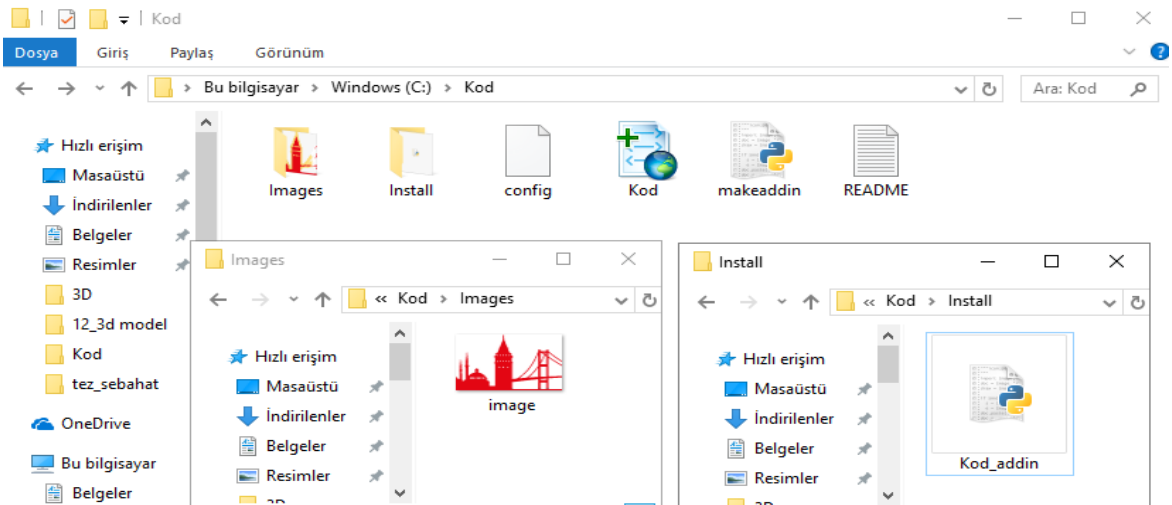 Kod
Dosya Giriş Paylaş Görünüm
Bu bilgisayar > Windows (C:) > Kod
Ara: Kod
Hızlı erişim
Masaüstü
İndirilenler
Belgeler
Resimler
3D
12_3d model
Kod
tez_sebahat
OneDrive
Bu bilgisayar
Belgeler
Images Install config Kod makeaddin README
Images
« Kod > Images
Hızlı erişim
Masaüstü
İndirilenler
Belgeler
Resimler
3D
image
Install
« Kod > Install
Hızlı erişim
Masaüstü
İndirilenler
Belgeler
Resimler
3D
Kod_addin